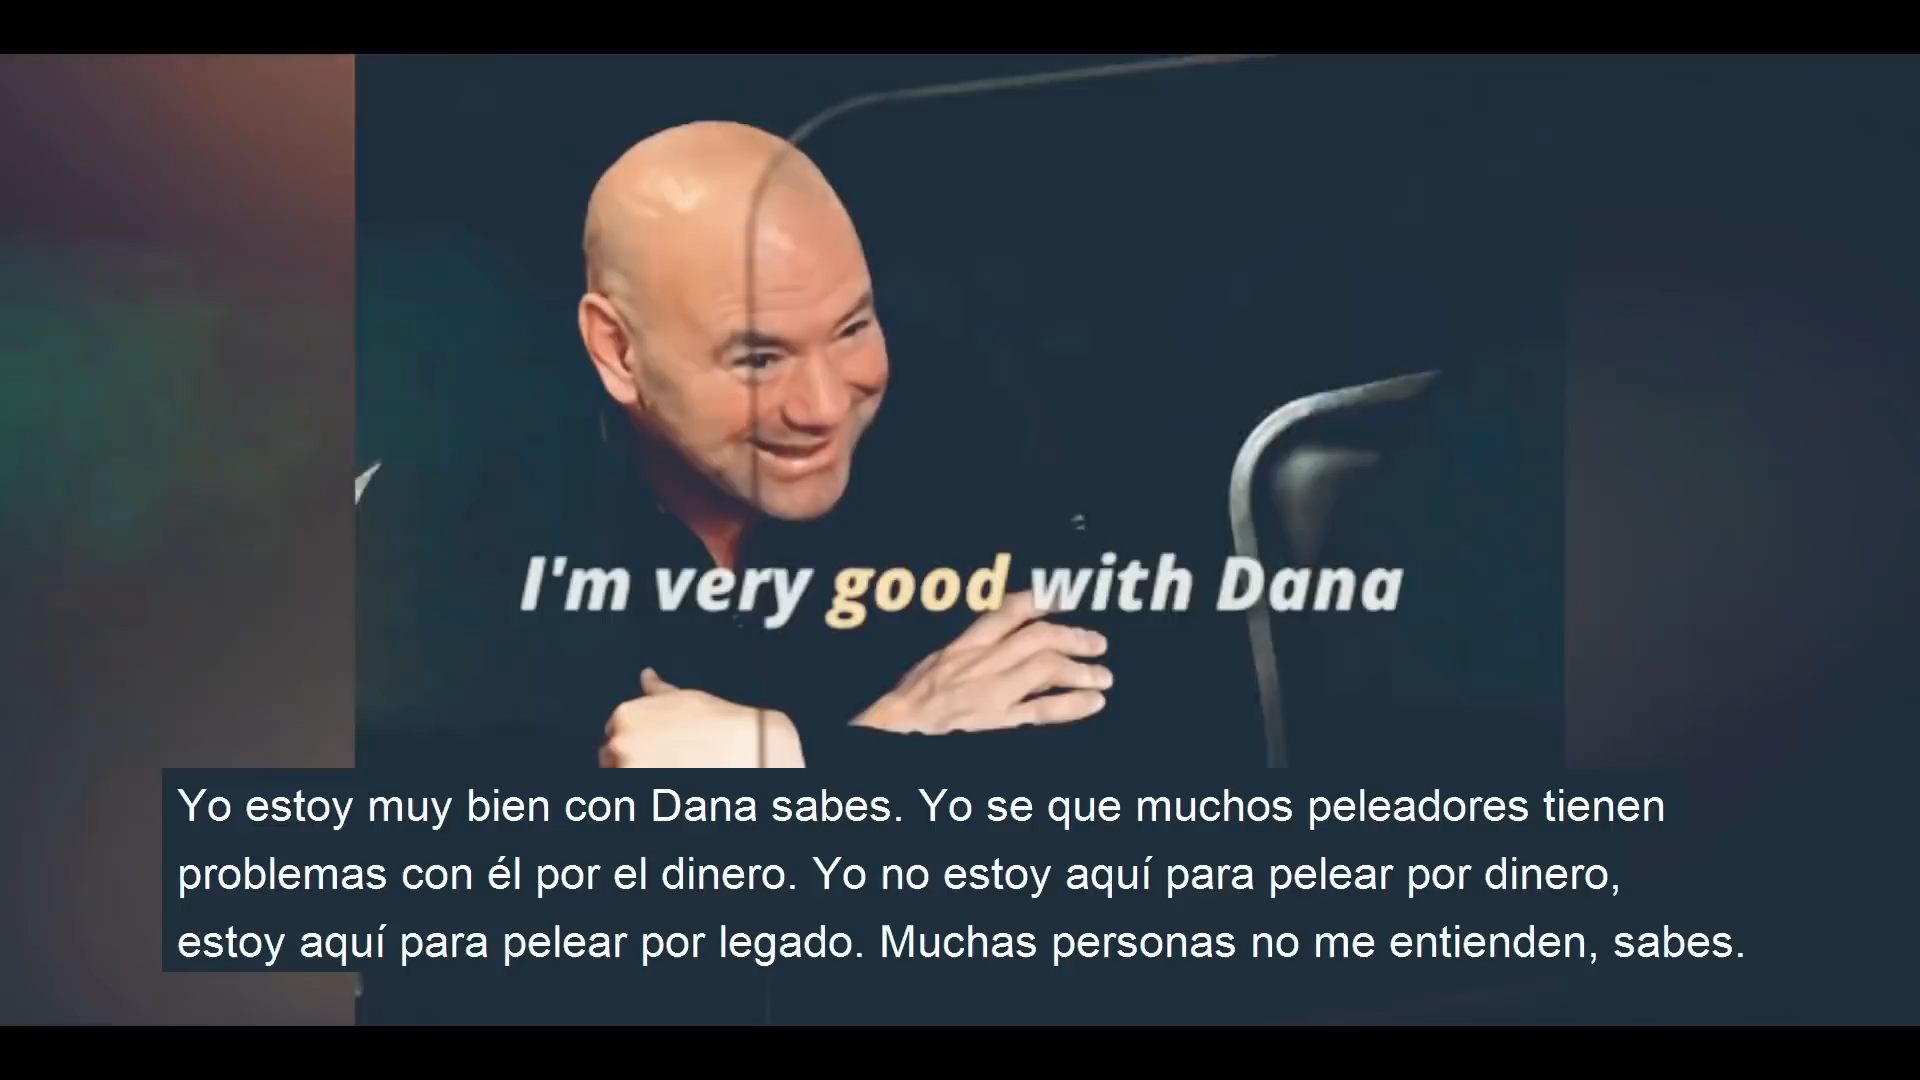 I'm very good with Dana
Yo estoy muy bien con Dana sabes. Yo se que muchos peleadores tienen
problemas con él por el dinero. Yo no estoy aquí para pelear por dinero,
estoy aquí para pelear por legado. Muchas personas no me entienden, sabes.